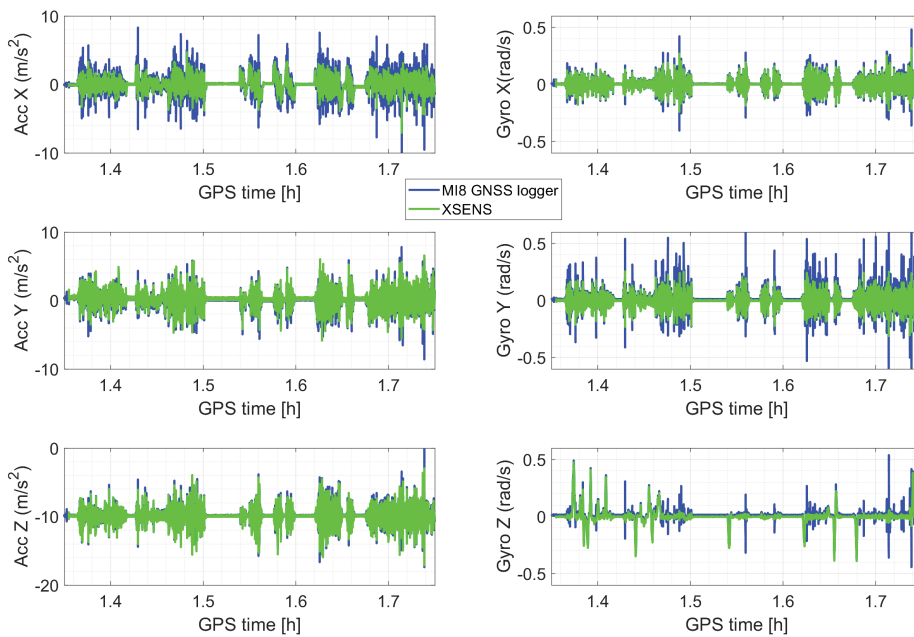 10
0
-10
Acc X (m/s²)
1.4 1.5 1.6 1.7
GPS time [h]
0.5
0
-0.5
Gyro X(rad/s)
1.4 1.5 1.6 1.7
GPS time [h]
MI8 GNSS logger
XSENS
10
0
-10
Acc Y (m/s²)
1.4 1.5 1.6 1.7
GPS time [h]
0.5
0
-0.5
Gyro Y (rad/s)
1.4 1.5 1.6 1.7
GPS time [h]
0
-10
-20
Acc Z (m/s²)
1.4 1.5 1.6 1.7
GPS time [h]
0.5
0
-0.5
Gyro Z (rad/s)
1.4 1.5 1.6 1.7
GPS time [h]